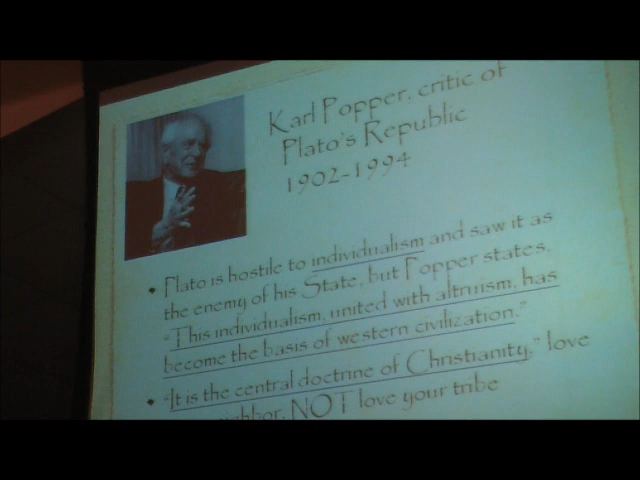 Karl Popper, critic of
Plato's Republic
1902-1994
• Plato is hostile to individualism and saw it as
the enemy of his State, but Popper states,
"This individualism, united with altruism, has
become the basis of western civilization."
• "It is the central doctrine of Christianity," love
NOT love your tribe